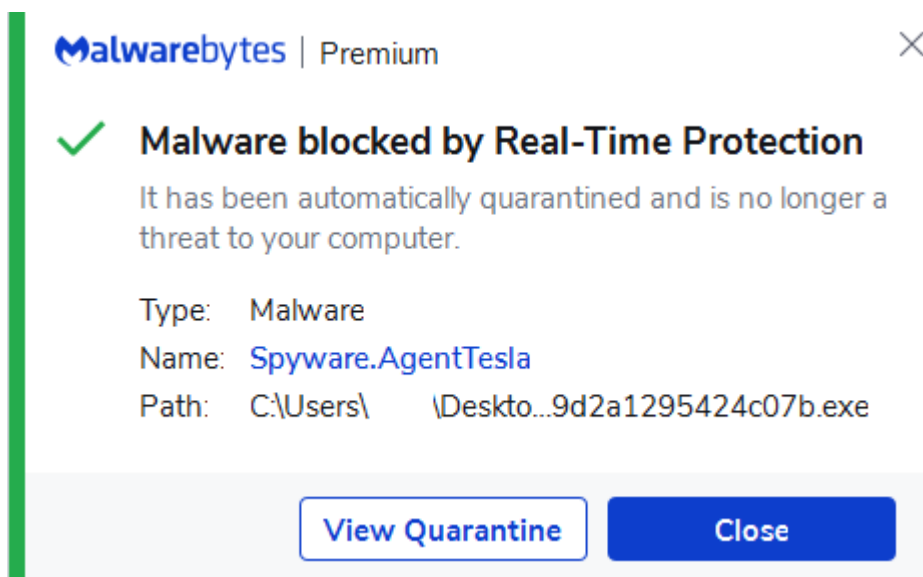 Malwarebytes | Premium
Malware blocked by Real-Time Protection
It has been automatically quarantined and is no longer a
threat to your computer.
Type: Malware
Name: Spyware.AgentTesla
Path: C:\Users\ \Deskto...9d2a1295424c07b.exe
View Quarantine Close